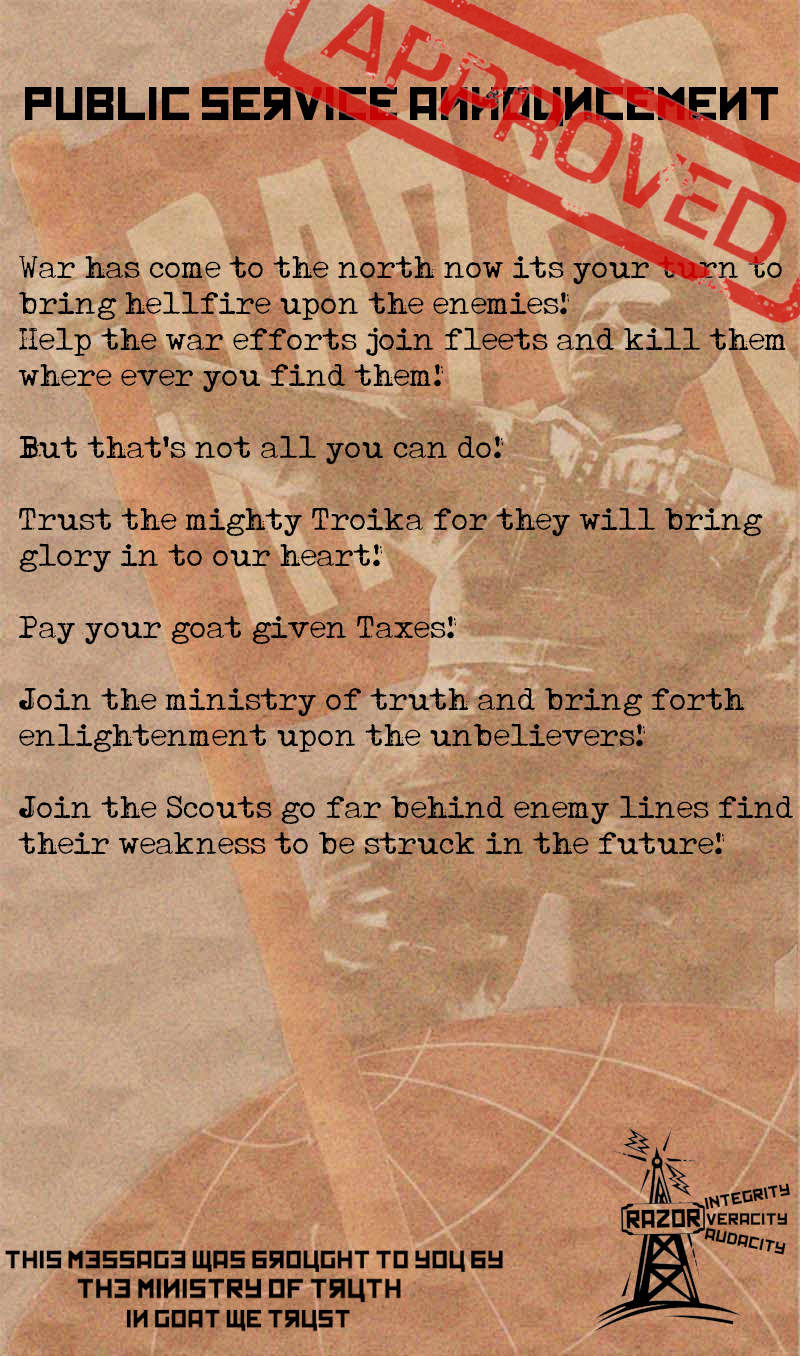 APPROVED
PUBLIC SERVICE ANNOUNCEMENT
War has come to the north now its your turn to
bring hellfire upon the enemies!
Help the war efforts join fleets and kill them
where ever you find them!
But that's not all you can do!
Trust the mighty Troika for they will bring
glory in to our heart!
Pay your goat given Taxes!
Join the ministry of truth and bring forth
enlightenment upon the unbelievers!
Join the Scouts go far behind enemy lines find
their weakness to be struck in the future!
INTEGRITY
RAZOR VERACITY
AUDACITY
THIS MESSAGE WAS BROUGHT TO YOU BY
THE MINISTRY OF TRUTH
IN GOAT WE TRUST